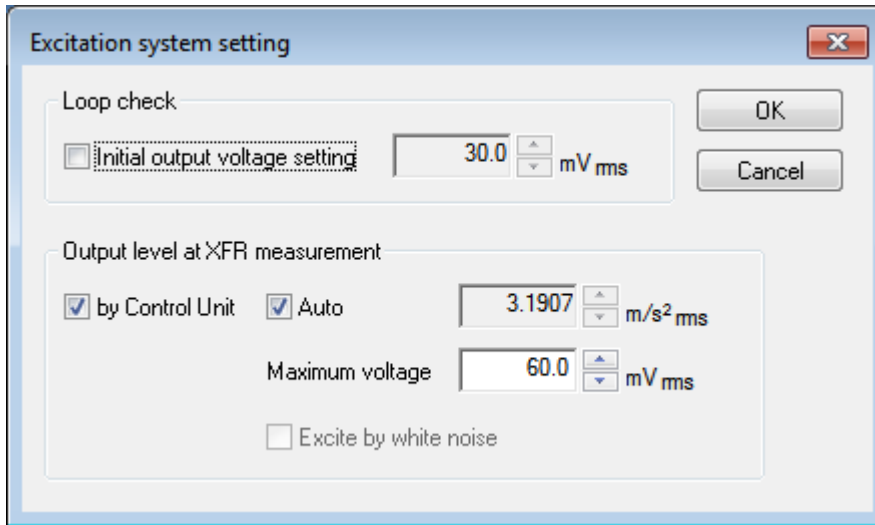 Excitation system setting
Loop check
OK
Initial output voltage setting 30.0 mV rms
Cancel
Output level at XFR measurement
by Control Unit Auto 3.1907 m/s² rms
Maximum voltage 60.0 mV rms
Excite by white noise